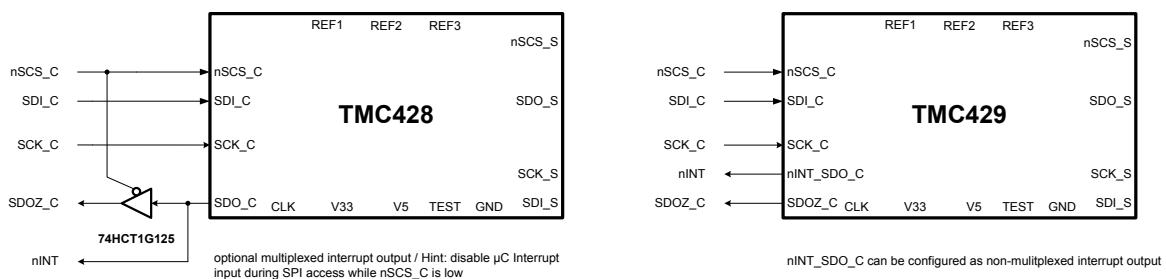 REF1 REF2 REF3
nSCS_S
nSCS_C nSCS_C
SDI_C SDI_C
TMC428
SDO_S
SCK_C SCK_C
SCK_S
SDOZ_C SDO_C CLK V33 V5 TEST GND SDI_S
74HCT1G125
nINT
optional multiplexed interrupt output / Hint: disable µC Interrupt
input during SPI access while nSCS_C is low
REF1 REF2 REF3
nSCS_S
nSCS_C nSCS_C
SDI_C SDI_C
TMC429
SDO_S
SCK_C SCK_C
nINT nINT_SDO_C
SCK_S
SDOZ_C SDOZ_C CLK V33 V5 TEST GND SDI_S
nINT_SDO_C can be configured as non-mulitplexed interrupt output